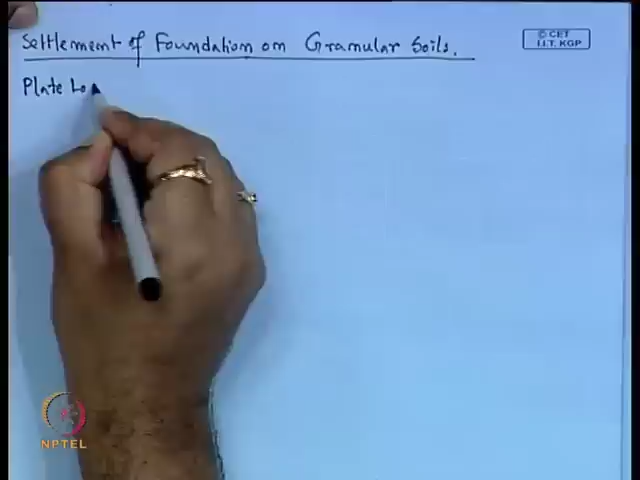 Settlement of Foundation on Granular Soils.
Plate Lo
© CET
I.I.T. KGP
NPTEL